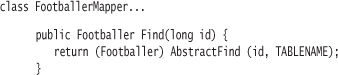 class FootballerMapper...
public Footballer Find(long id) {
return (Footballer) AbstractFind (id, TABLENAME);
}